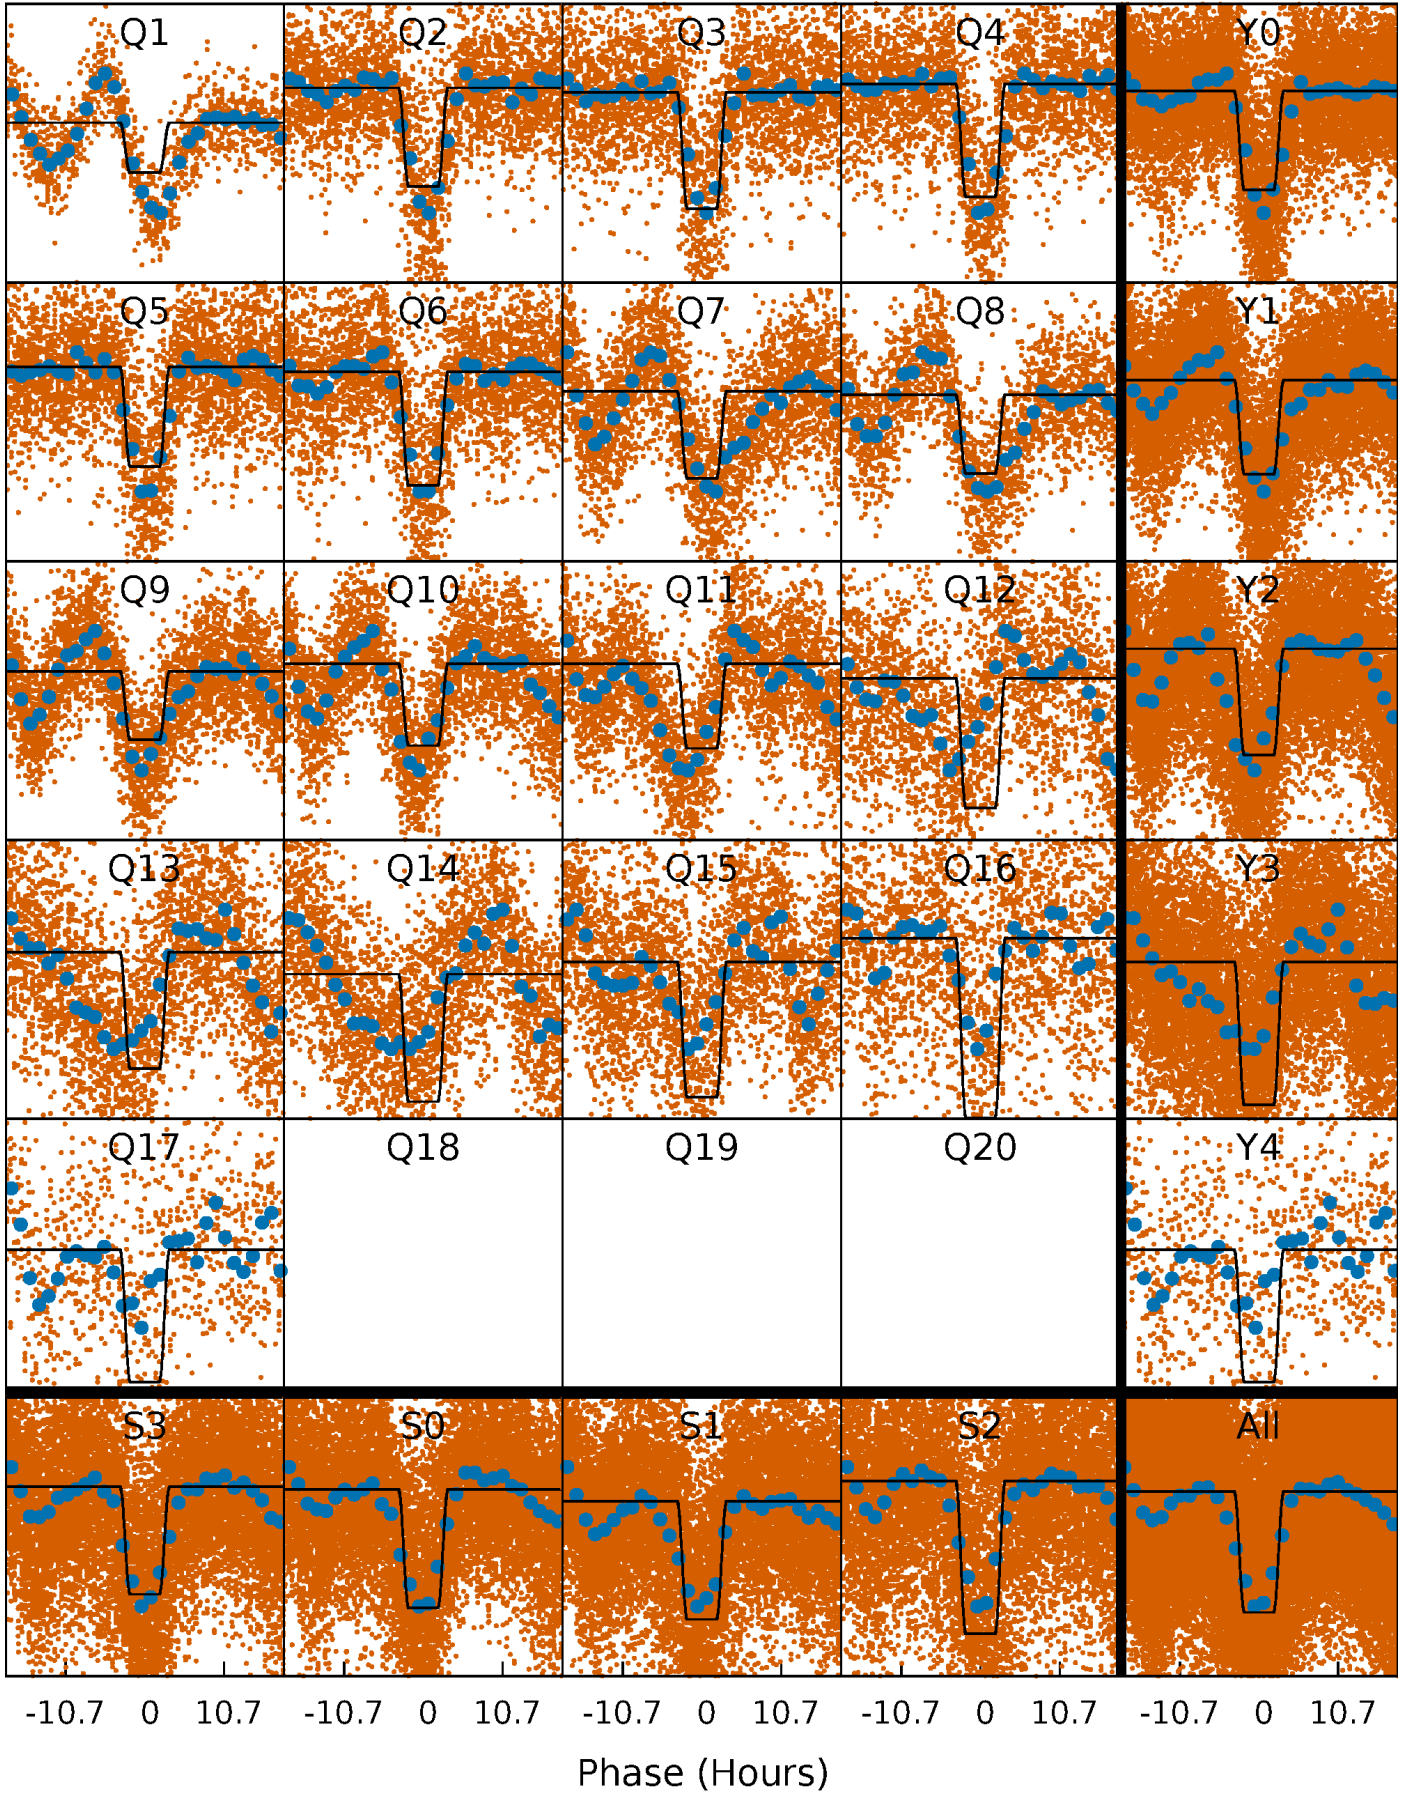 Q1 Q2 Q3 Q4 Y0
Q5 Q6 Q7 Q8 Y1
Q9 Q10 Q11 Q12 Y2
Q13 Q14 Q15 Q16 Y3
Q17 Q18 Q19 Q20 Y4
S3 S0 S1 S2 All
-10.7 0 10.7 -10.7 0 10.7 -10.7 0 10.7 -10.7 0 10.7 -10.7 0 10.7
Phase (Hours)